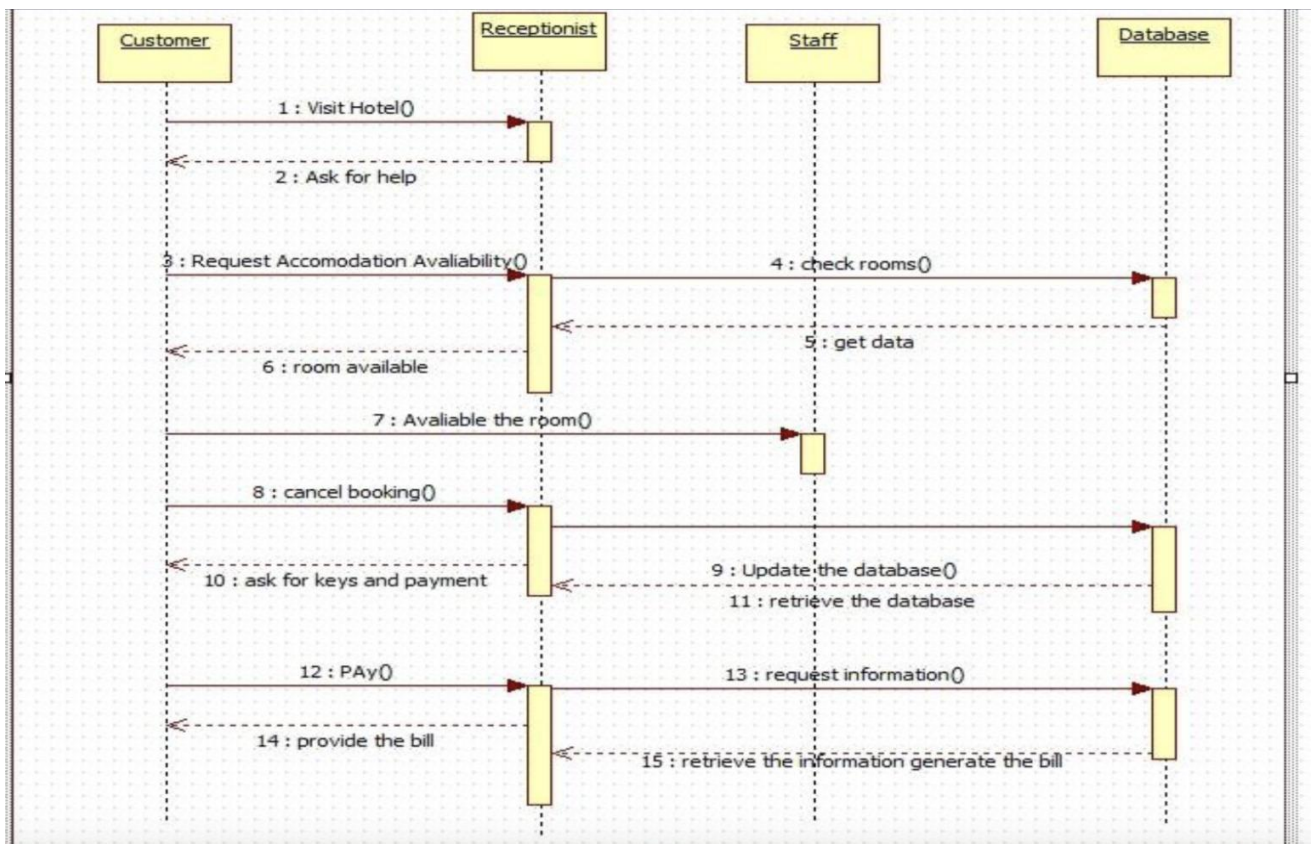 Customer
Receptionist
Staff
Database
1 : Visit Hotel()
2 : Ask for help
3 : Request Accomodation Avaliability()
4 : check rooms()
5 : get data
6 : room available
7 : Avaliable the room()
8 : cancel booking()
9 : Update the database()
10 : ask for keys and payment
11 : retrieve the database
12 : PAy()
13 : request information()
14 : provide the bill
15 : retrieve the information generate the bill